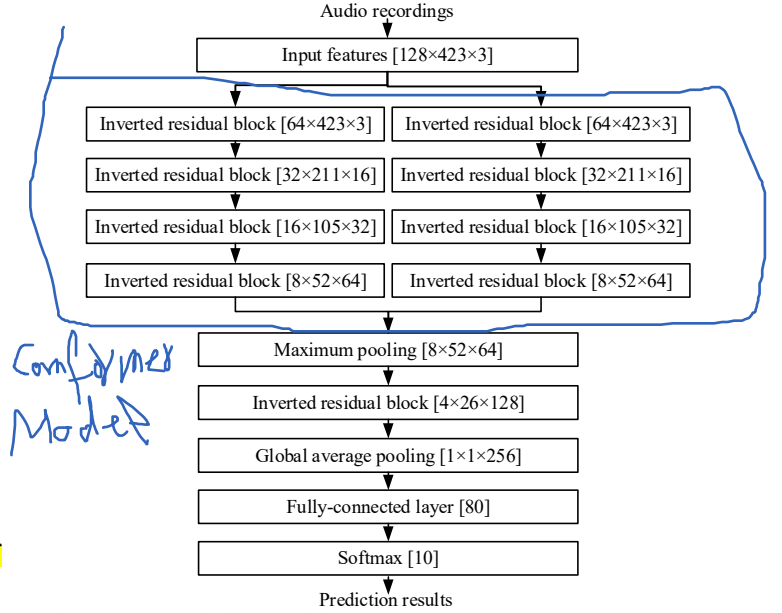 Audio recordings
Input features [128×423×3]
Inverted residual block [64×423×3]
Inverted residual block [64×423×3]
Inverted residual block [32×211×16]
Inverted residual block [32×211×16]
Inverted residual block [16×105×32]
Inverted residual block [16×105×32]
Inverted residual block [8×52×64]
Inverted residual block [8×52×64]
Maximum pooling [8×52×64]
Conformer
Inverted residual block [4×26×128]
Model
Global average pooling [1×1×256]
Fully-connected layer [80]
Softmax [10]
Prediction results